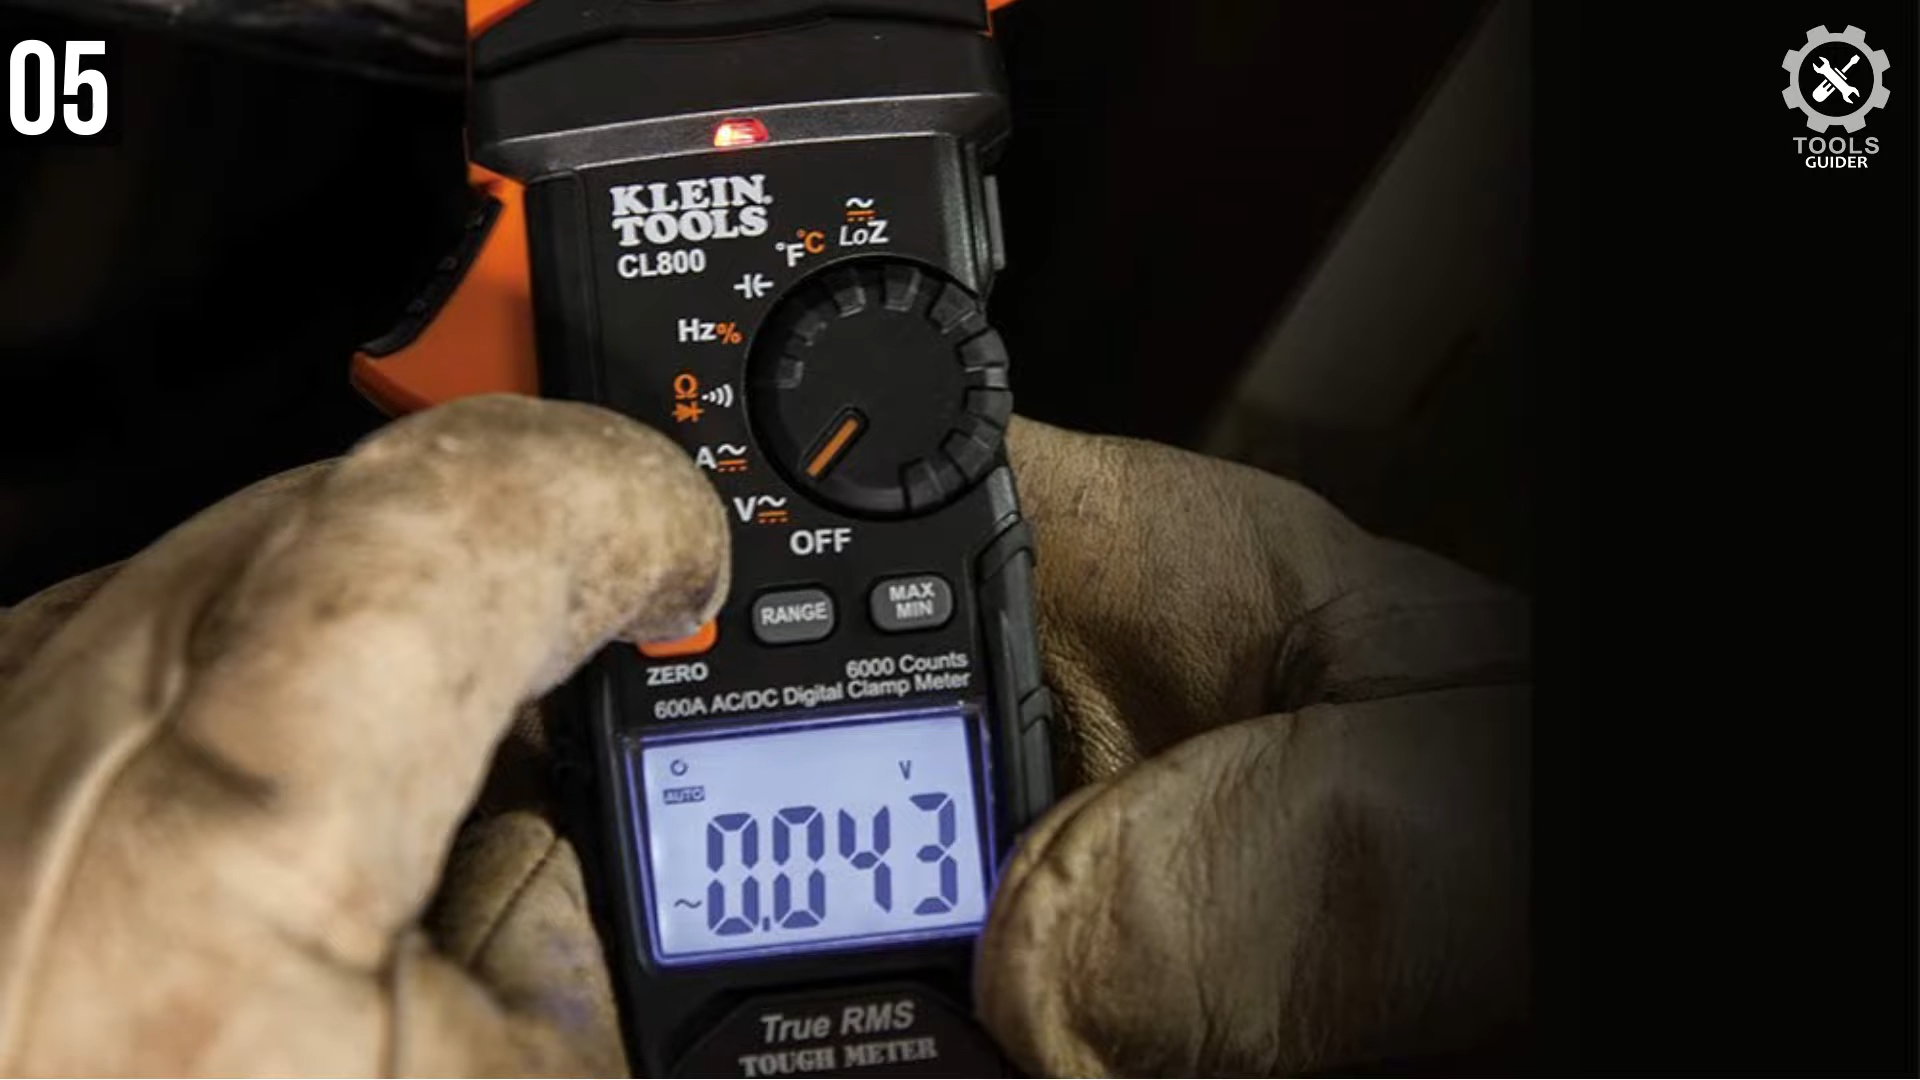 05
TOOLS
GUIDER
KLEIN
TOOLS
CL800
LoZ
°F°C
Hz%
Ω
A
V
OFF
RANGE
MAX
MIN
ZERO
6000 Counts
600A AC/DC Digital Clamp Meter
V
AUTO
~0.043
True RMS
TOUGH METER